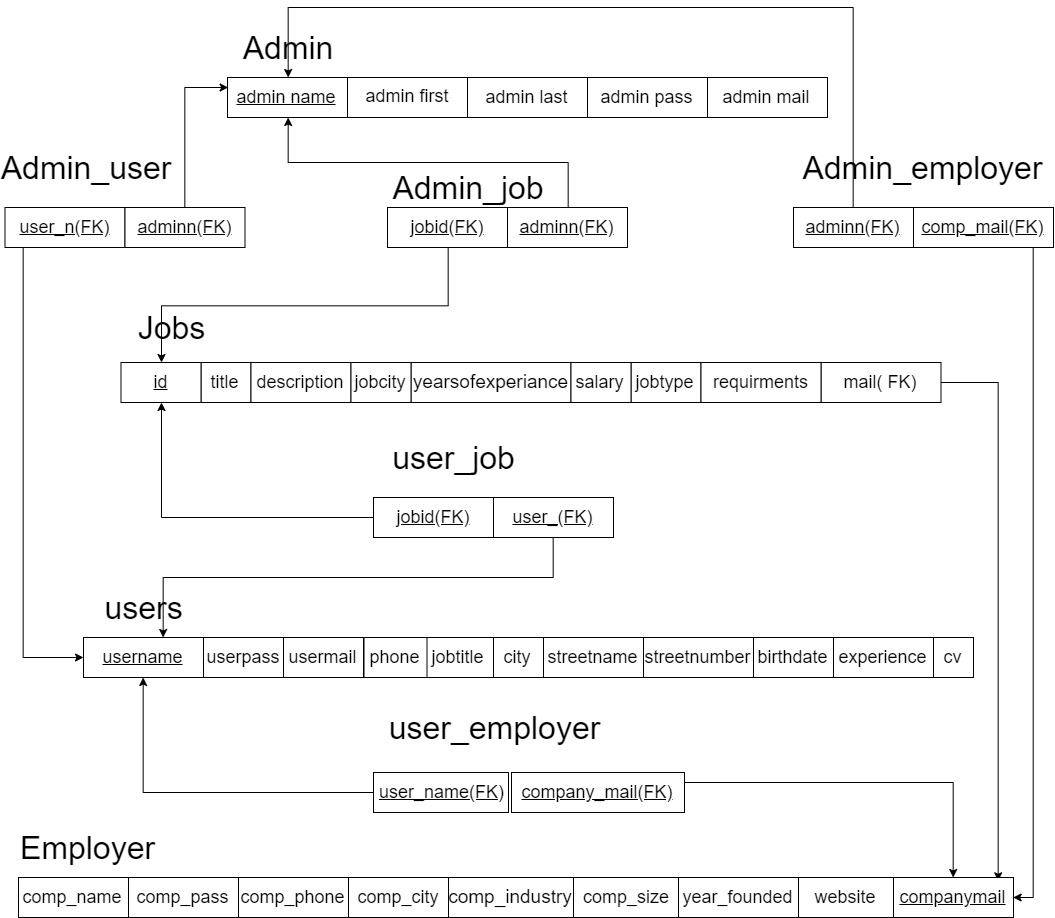 Admin
admin name admin first admin last admin pass admin mail
Admin_user
user_n(FK) adminn(FK)
Admin_job
jobid(FK) adminn(FK)
Admin_employer
adminn(FK) comp_mail(FK)
Jobs
id title description jobcity yearsofexperiance salary jobtype requirments mail( FK)
user_job
jobid(FK) user_(FK)
users
username userpass usermail phone jobtitle city streetname streetnumber birthdate experience cv
user_employer
user_name(FK) company_mail(FK)
Employer
comp_name comp_pass comp_phone comp_city comp_industry comp_size year_founded website companymail